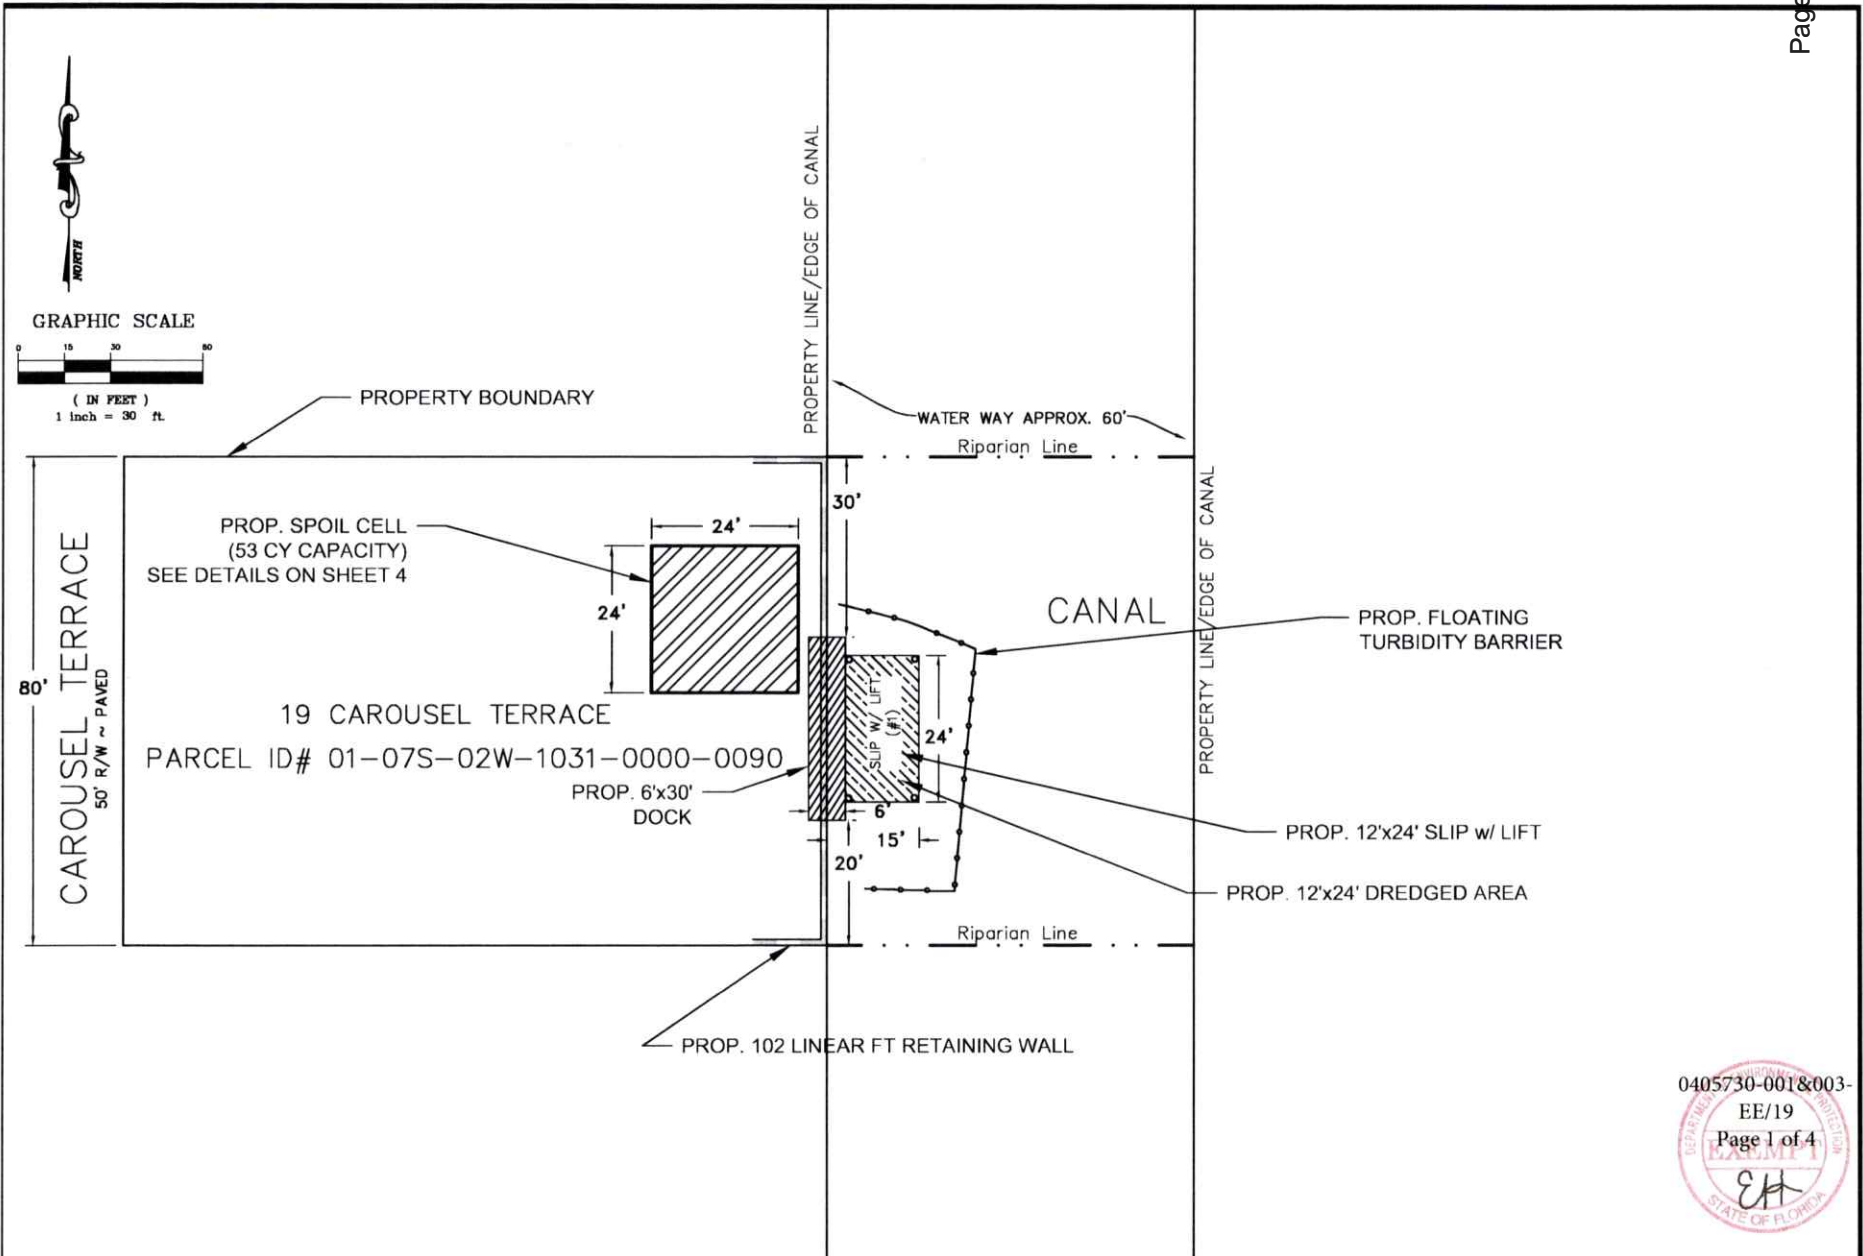 Page
NORTH
GRAPHIC SCALE
0 15 30 60
( IN FEET )
1 inch = 30 ft.
PROPERTY BOUNDARY
PROPERTY LINE/EDGE OF CANAL
WATER WAY APPROX. 60'
Riparian Line
30'
PROP. SPOIL CELL
(53 CY CAPACITY)
SEE DETAILS ON SHEET 4
24'
24'
CANAL
PROPERTY LINE/EDGE OF CANAL
PROP. FLOATING
TURBIDITY BARRIER
80'
CAROUSEL TERRACE
50' R/W ~ PAVED
19 CAROUSEL TERRACE
PARCEL ID# 01-07S-02W-1031-0000-0090
SLIP W/ LIFT
(#1)
24'
PROP. 6'x30'
DOCK
6'
15'
20'
PROP. 12'x24' SLIP w/ LIFT
PROP. 12'x24' DREDGED AREA
Riparian Line
PROP. 102 LINEAR FT RETAINING WALL
0405730-001&003-
EE/19
Page 1 of 4
EXEMPT
DEPARTMENT OF ENVIRONMENTAL PROTECTION
STATE OF FLORIDA
EH